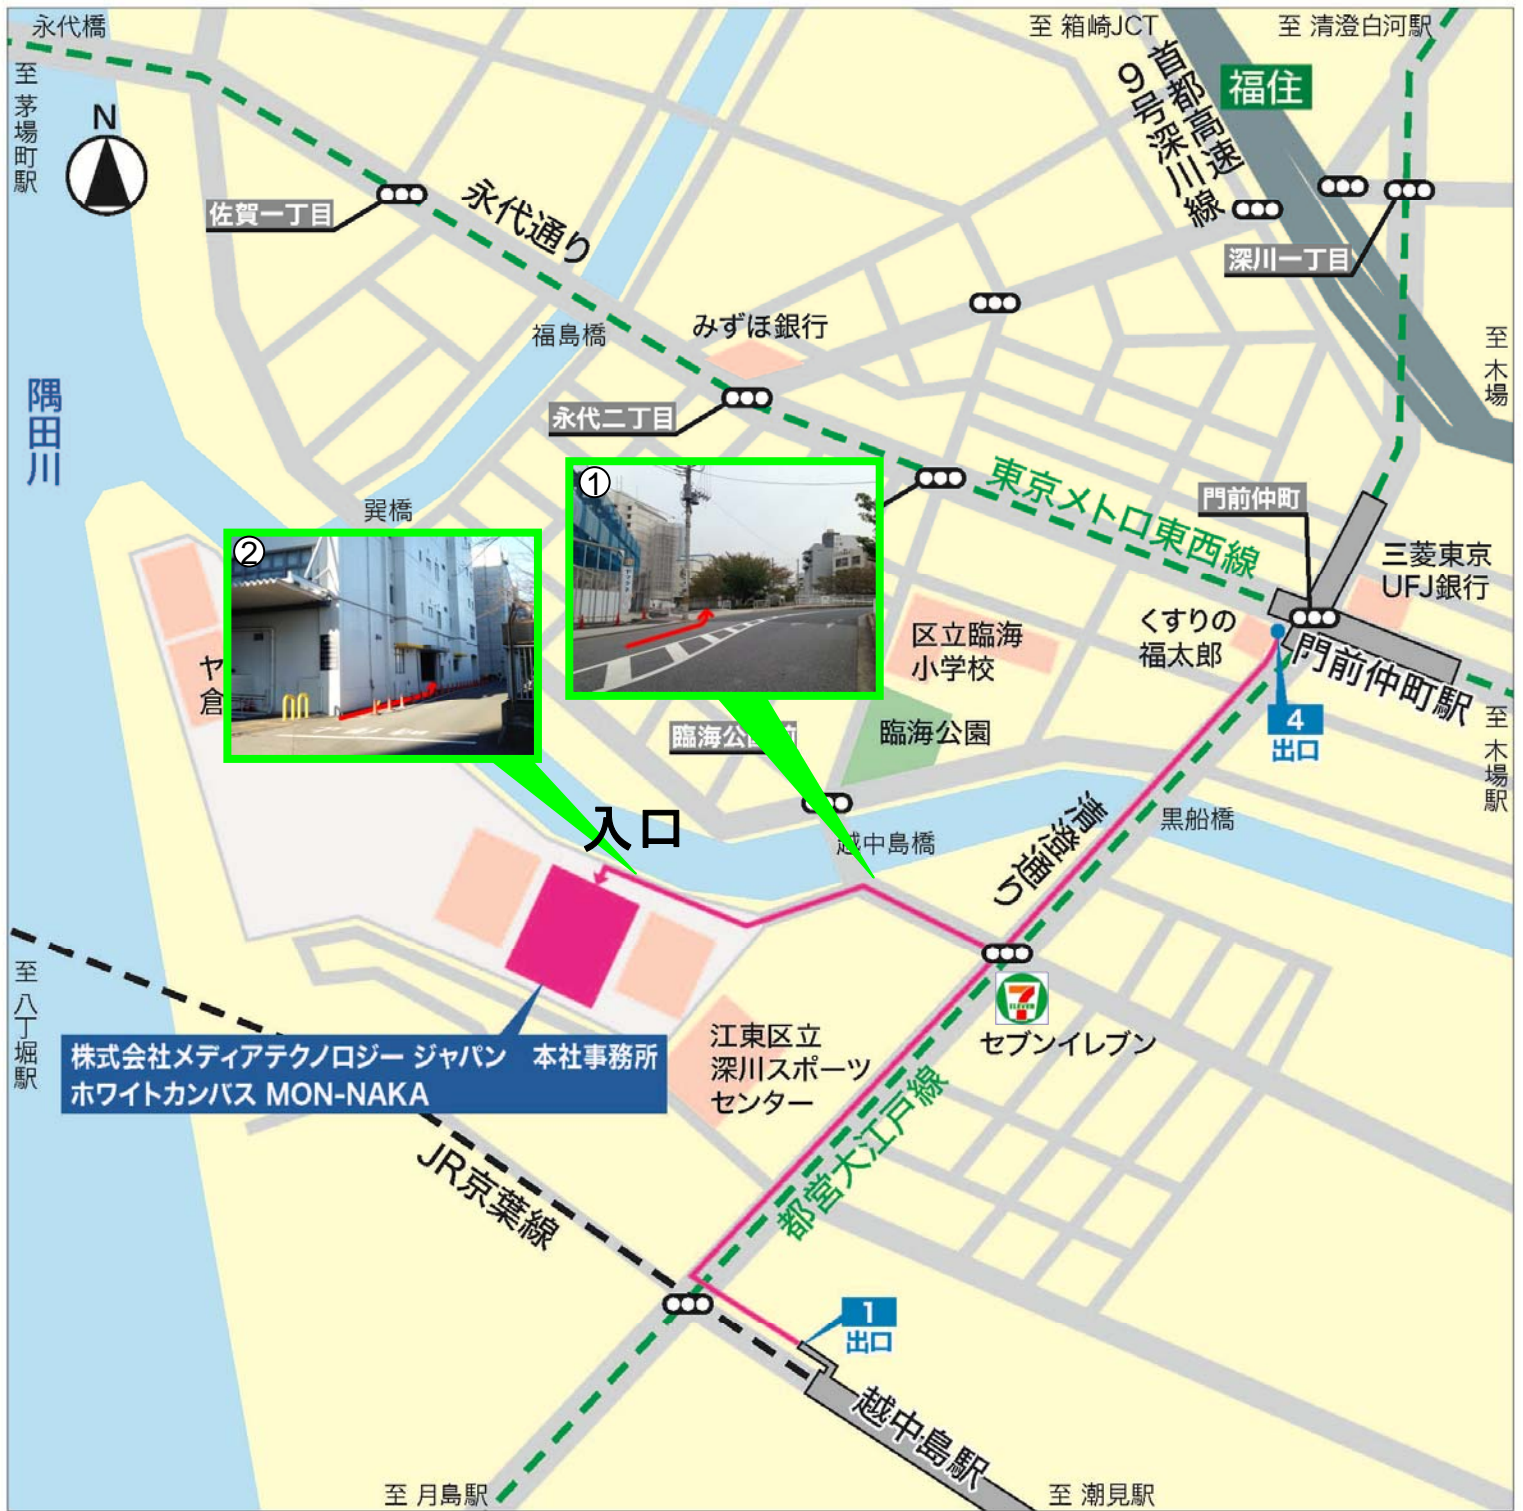 永代橋
至 箱崎JCT
至 清澄白河駅
至 茅場町駅
N
首都高速
9号深川線
福住
佐賀一丁目
永代通り
深川一丁目
福島橋
みずほ銀行
至 木場
隅田川
永代二丁目
①
東京メトロ東西線
門前仲町
巽橋
②
三菱東京
UFJ銀行
くすりの
福太郎
区立臨海
小学校
門前仲町駅
ヤ
倉
臨海公
前
臨海公園
4
出口
至 木場駅
入口
越中島橋
清澄通り
黒船橋
至 八丁堀駅
7
ELEVEN
セブンイレブン
株式会社メディアテクノロジー ジャパン 本社事務所
ホワイトカンバス MON-NAKA
江東区立
深川スポーツ
センター
都営大江戸線
JR京葉線
1
出口
越中島駅
至 月島駅
至 潮見駅